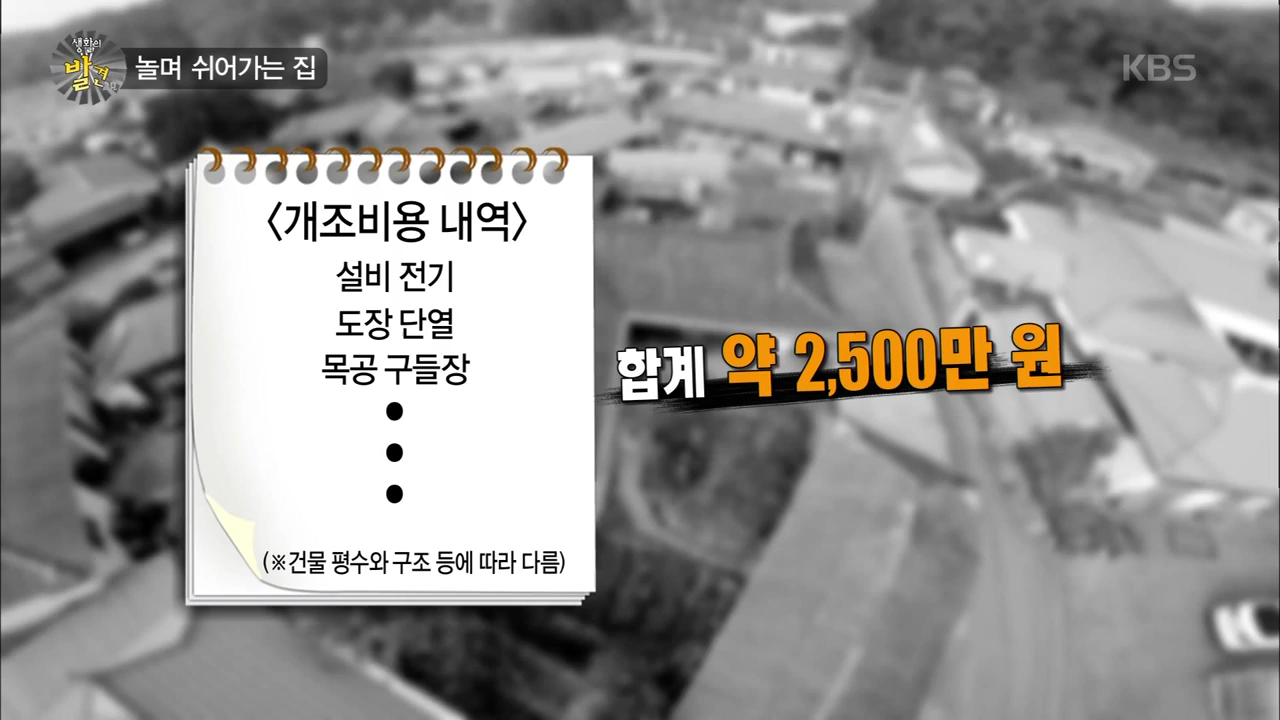 생활의
발견
놀며 쉬어가는 집
KBS
<개조비용 내역>
설비 전기
도장 단열
목공 구들장
(※건물 평수와 구조 등에 따라 다름)
합계 약 2,500만 원